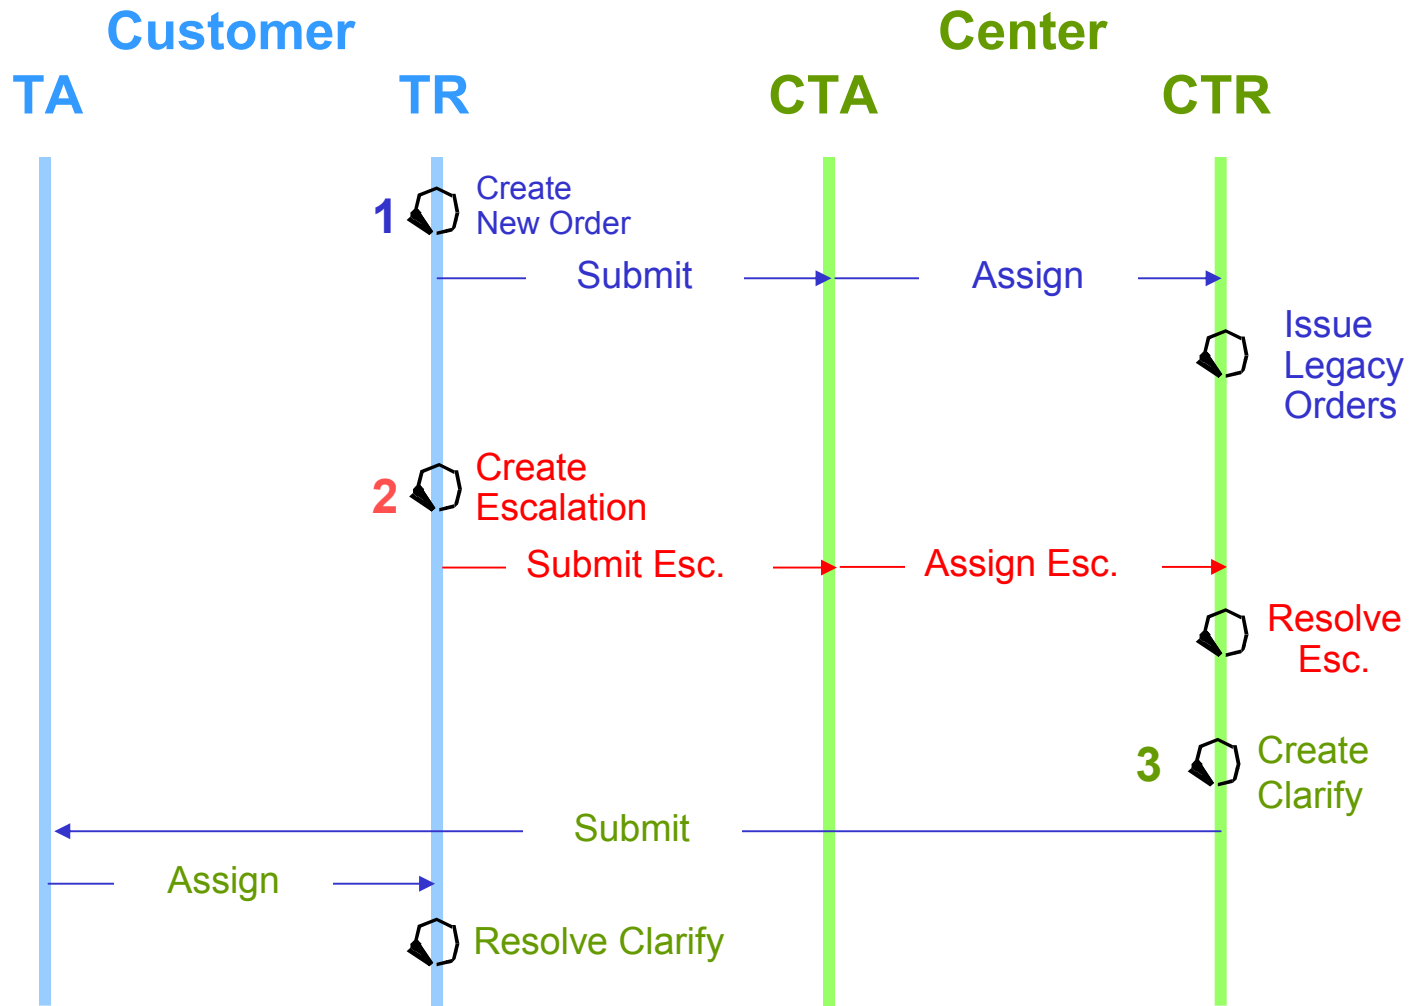 Customer
Center
TA
TR
CTA
CTR
1
Create
New Order
Submit
Assign
Issue
Legacy
Orders
2
Create
Escalation
Submit Esc.
Assign Esc.
Resolve
Esc.
3
Create
Clarify
Submit
Assign
Resolve Clarify